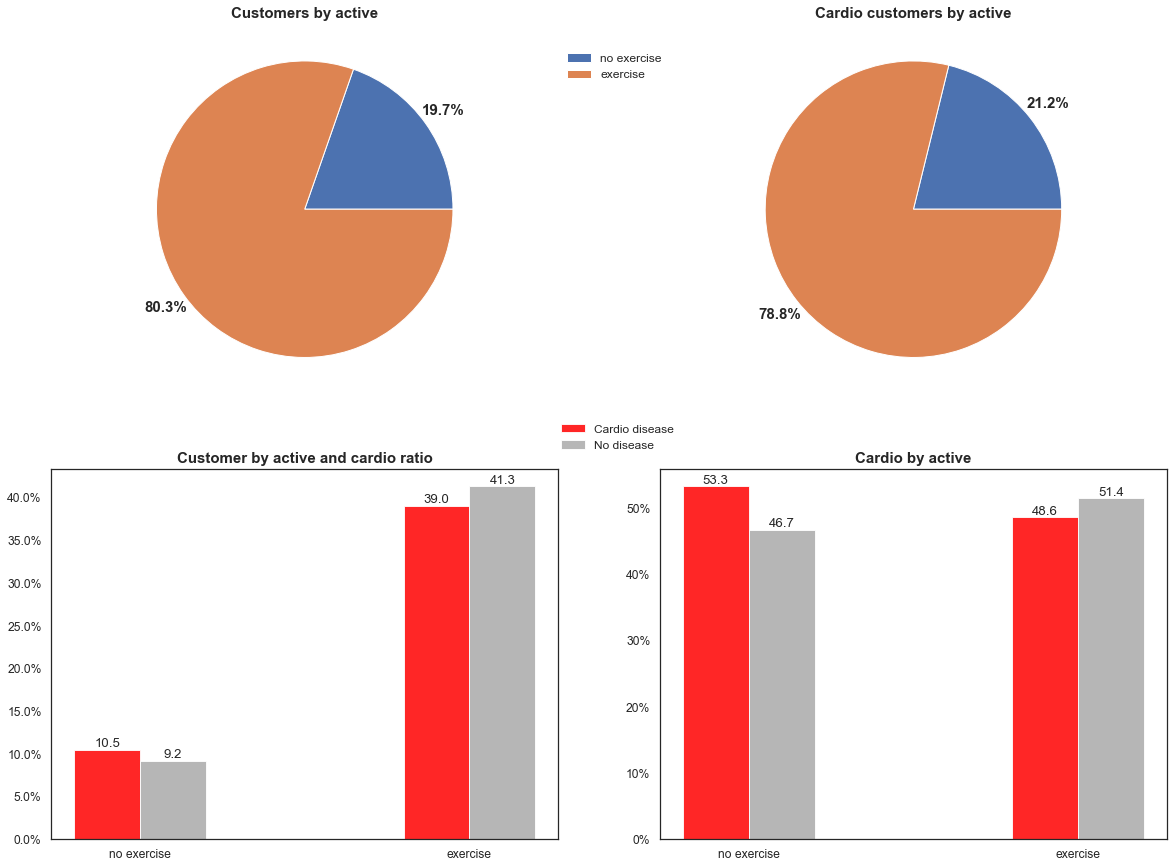 Customers by active
Cardio customers by active
no exercise
exercise
19.7%
80.3%
21.2%
78.8%
Cardio disease
No disease
Customer by active and cardio ratio
40.0%
35.0%
30.0%
25.0%
20.0%
15.0%
10.0%
5.0%
0.0%
10.5
9.2
39.0
41.3
no exercise
exercise
Cardio by active
50%
40%
30%
20%
10%
0%
53.3
46.7
48.6
51.4
no exercise
exercise